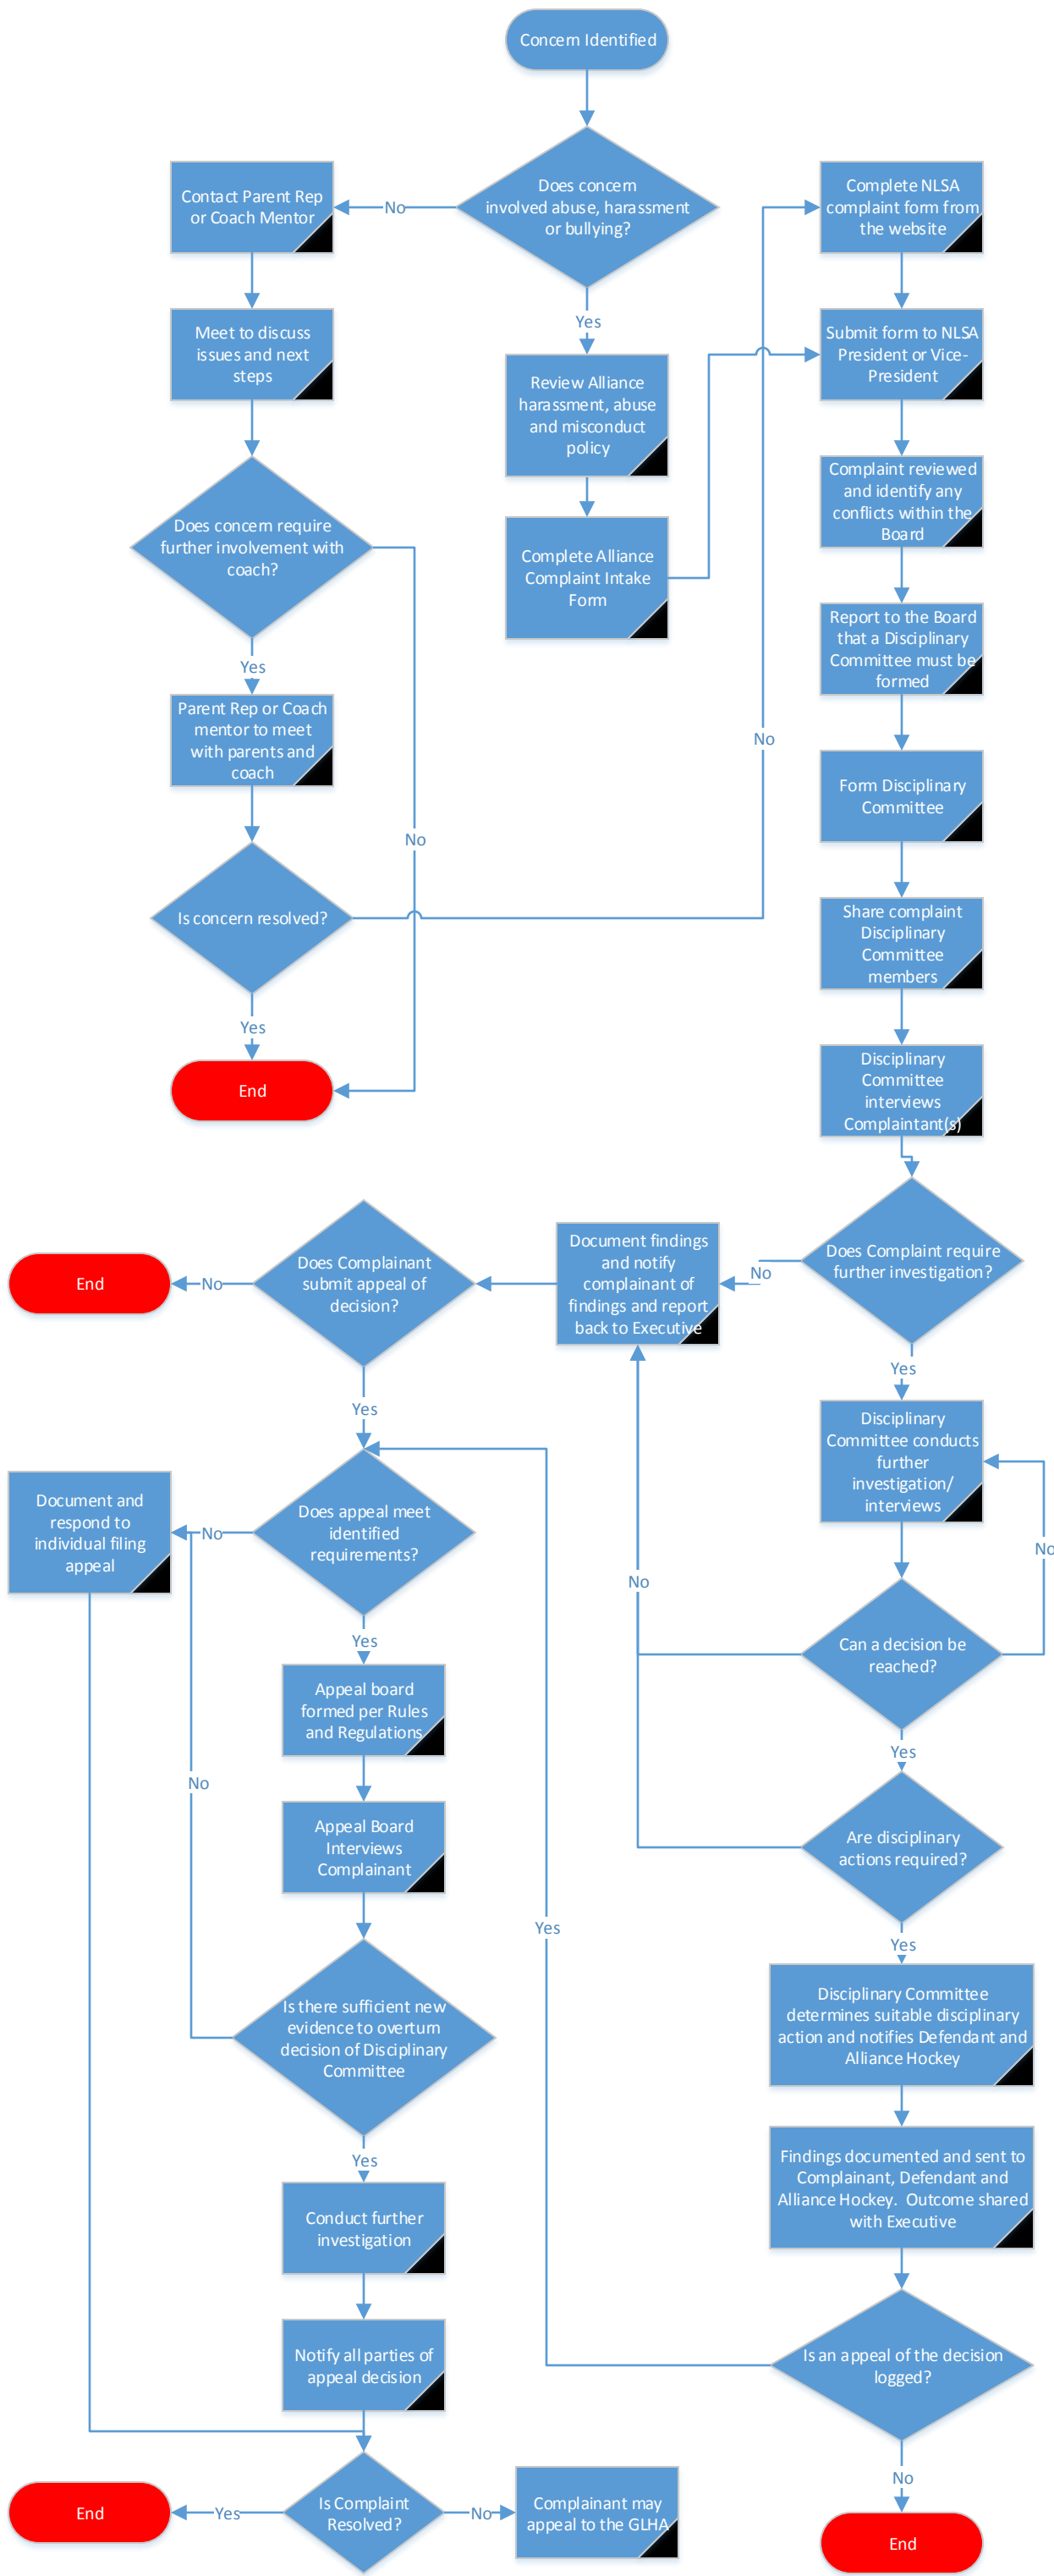 Concern Identified
Does concern
involved abuse, harassment
or bullying?
No
Contact Parent Rep
or Coach Mentor
Meet to discuss
issues and next
steps
Does concern require
further involvement with
coach?
Yes
Parent Rep or Coach
mentor to meet
with parents and
coach
No
Is concern resolved?
Yes
End
Yes
Review Alliance
harassment, abuse
and misconduct
policy
Complete Alliance
Complaint Intake
Form
No
Complete NLSA
complaint form from
the website
Submit form to NLSA
President or Vice-
President
Complaint reviewed
and identify any
conflicts within the
Board
Report to the Board
that a Disciplinary
Committee must be
formed
Form Disciplinary
Committee
Share complaint
Disciplinary
Committee
members
Disciplinary
Committee
interviews
Complaintant(s)
Does Complaint require
further investigation?
No
Document findings
and notify
complainant of
findings and report
back to Executive
Does Complainant
submit appeal of
decision?
No
End
Yes
Does appeal meet
identified
requirements?
No
Document and
respond to
individual filing
appeal
Yes
Appeal board
formed per Rules
and Regulations
No
Appeal Board
Interviews
Complainant
Is there sufficient new
evidence to overturn
decision of Disciplinary
Committee
Yes
Conduct further
investigation
Notify all parties of
appeal decision
Is Complaint
Resolved?
Yes
End
No
Complainant may
appeal to the GLHA
Yes
Disciplinary
Committee conducts
further
investigation/
interviews
No
No
Can a decision be
reached?
Yes
Are disciplinary
actions required?
Yes
Yes
Disciplinary Committee
determines suitable disciplinary
action and notifies Defendant and
Alliance Hockey
Findings documented and sent to
Complainant, Defendant and
Alliance Hockey.  Outcome shared
with Executive
Is an appeal of the decision
logged?
No
End